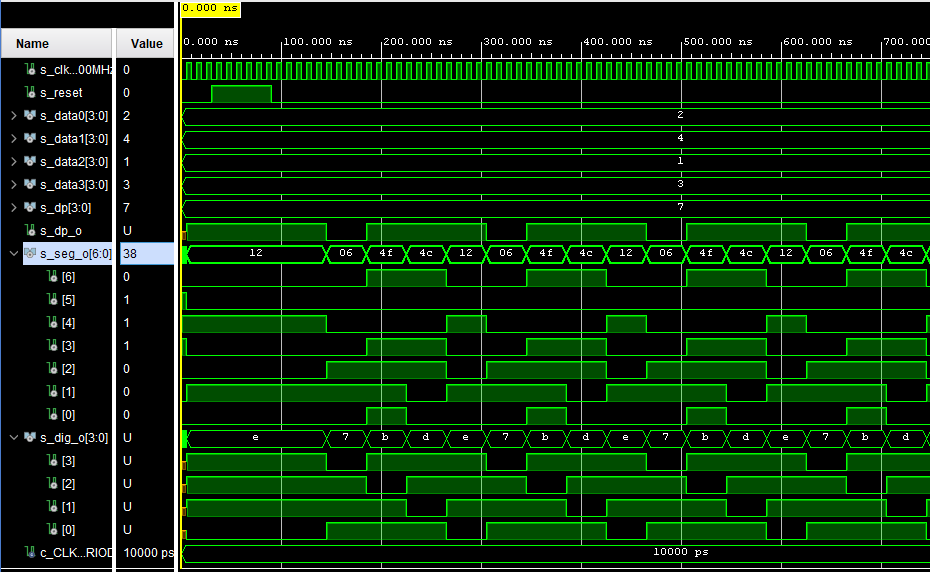 0.000 ns
Name Value
0.000 ns 100.000 ns 200.000 ns 300.000 ns 400.000 ns 500.000 ns 600.000 ns 700.000
s_clk...00MHz 0
s_reset 0
s_data0[3:0] 2 2
s_data1[3:0] 4 4
s_data2[3:0] 1 1
s_data3[3:0] 3 3
s_dp[3:0] 7 7
s_dp_o U
s_seg_o[6:0] 38 12 06 4f 4c 12 06 4f 4c 12 06 4f 4c 12 06 4f 4c
[6] 0
[5] 1
[4] 1
[3] 1
[2] 0
[1] 0
[0] 0
s_dig_o[3:0] U e 7 b d e 7 b d e 7 b d e 7 b d
[3] U
[2] U
[1] U
[0] U
c_CLK...RIOD 10000 ps 10000 ps